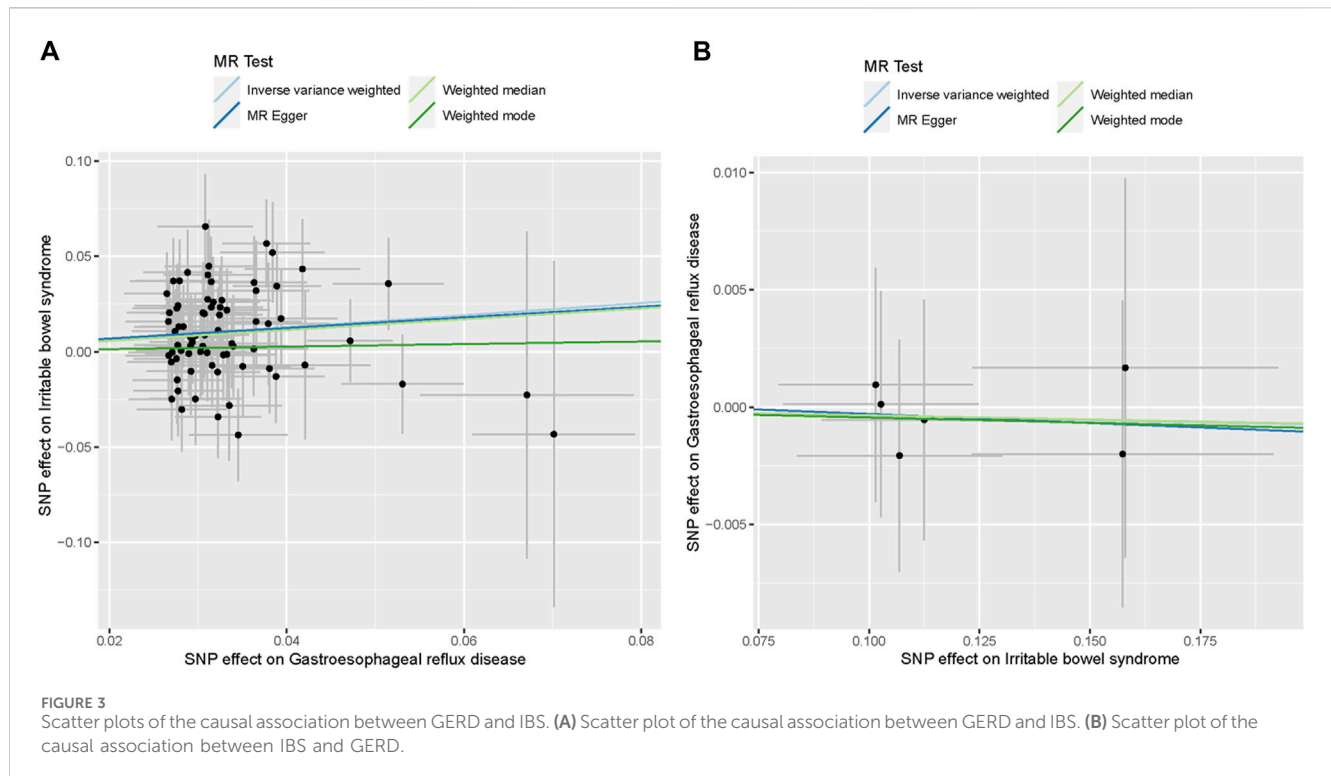 A
MR Test
Inverse variance weighted
Weighted median
MR Egger
Weighted mode
SNP effect on Irritable bowel syndrome
0.10
0.05
0.00
−0.05
−0.10
0.02
0.04
0.06
0.08
SNP effect on Gastroesophageal reflux disease
B
MR Test
Inverse variance weighted
Weighted median
MR Egger
Weighted mode
SNP effect on Gastroesophageal reflux disease
0.010
0.005
0.000
−0.005
0.075
0.100
0.125
0.150
0.175
SNP effect on Irritable bowel syndrome
FIGURE 3
Scatter plots of the causal association between GERD and IBS. (A) Scatter plot of the causal association between GERD and IBS. (B) Scatter plot of the
causal association between IBS and GERD.